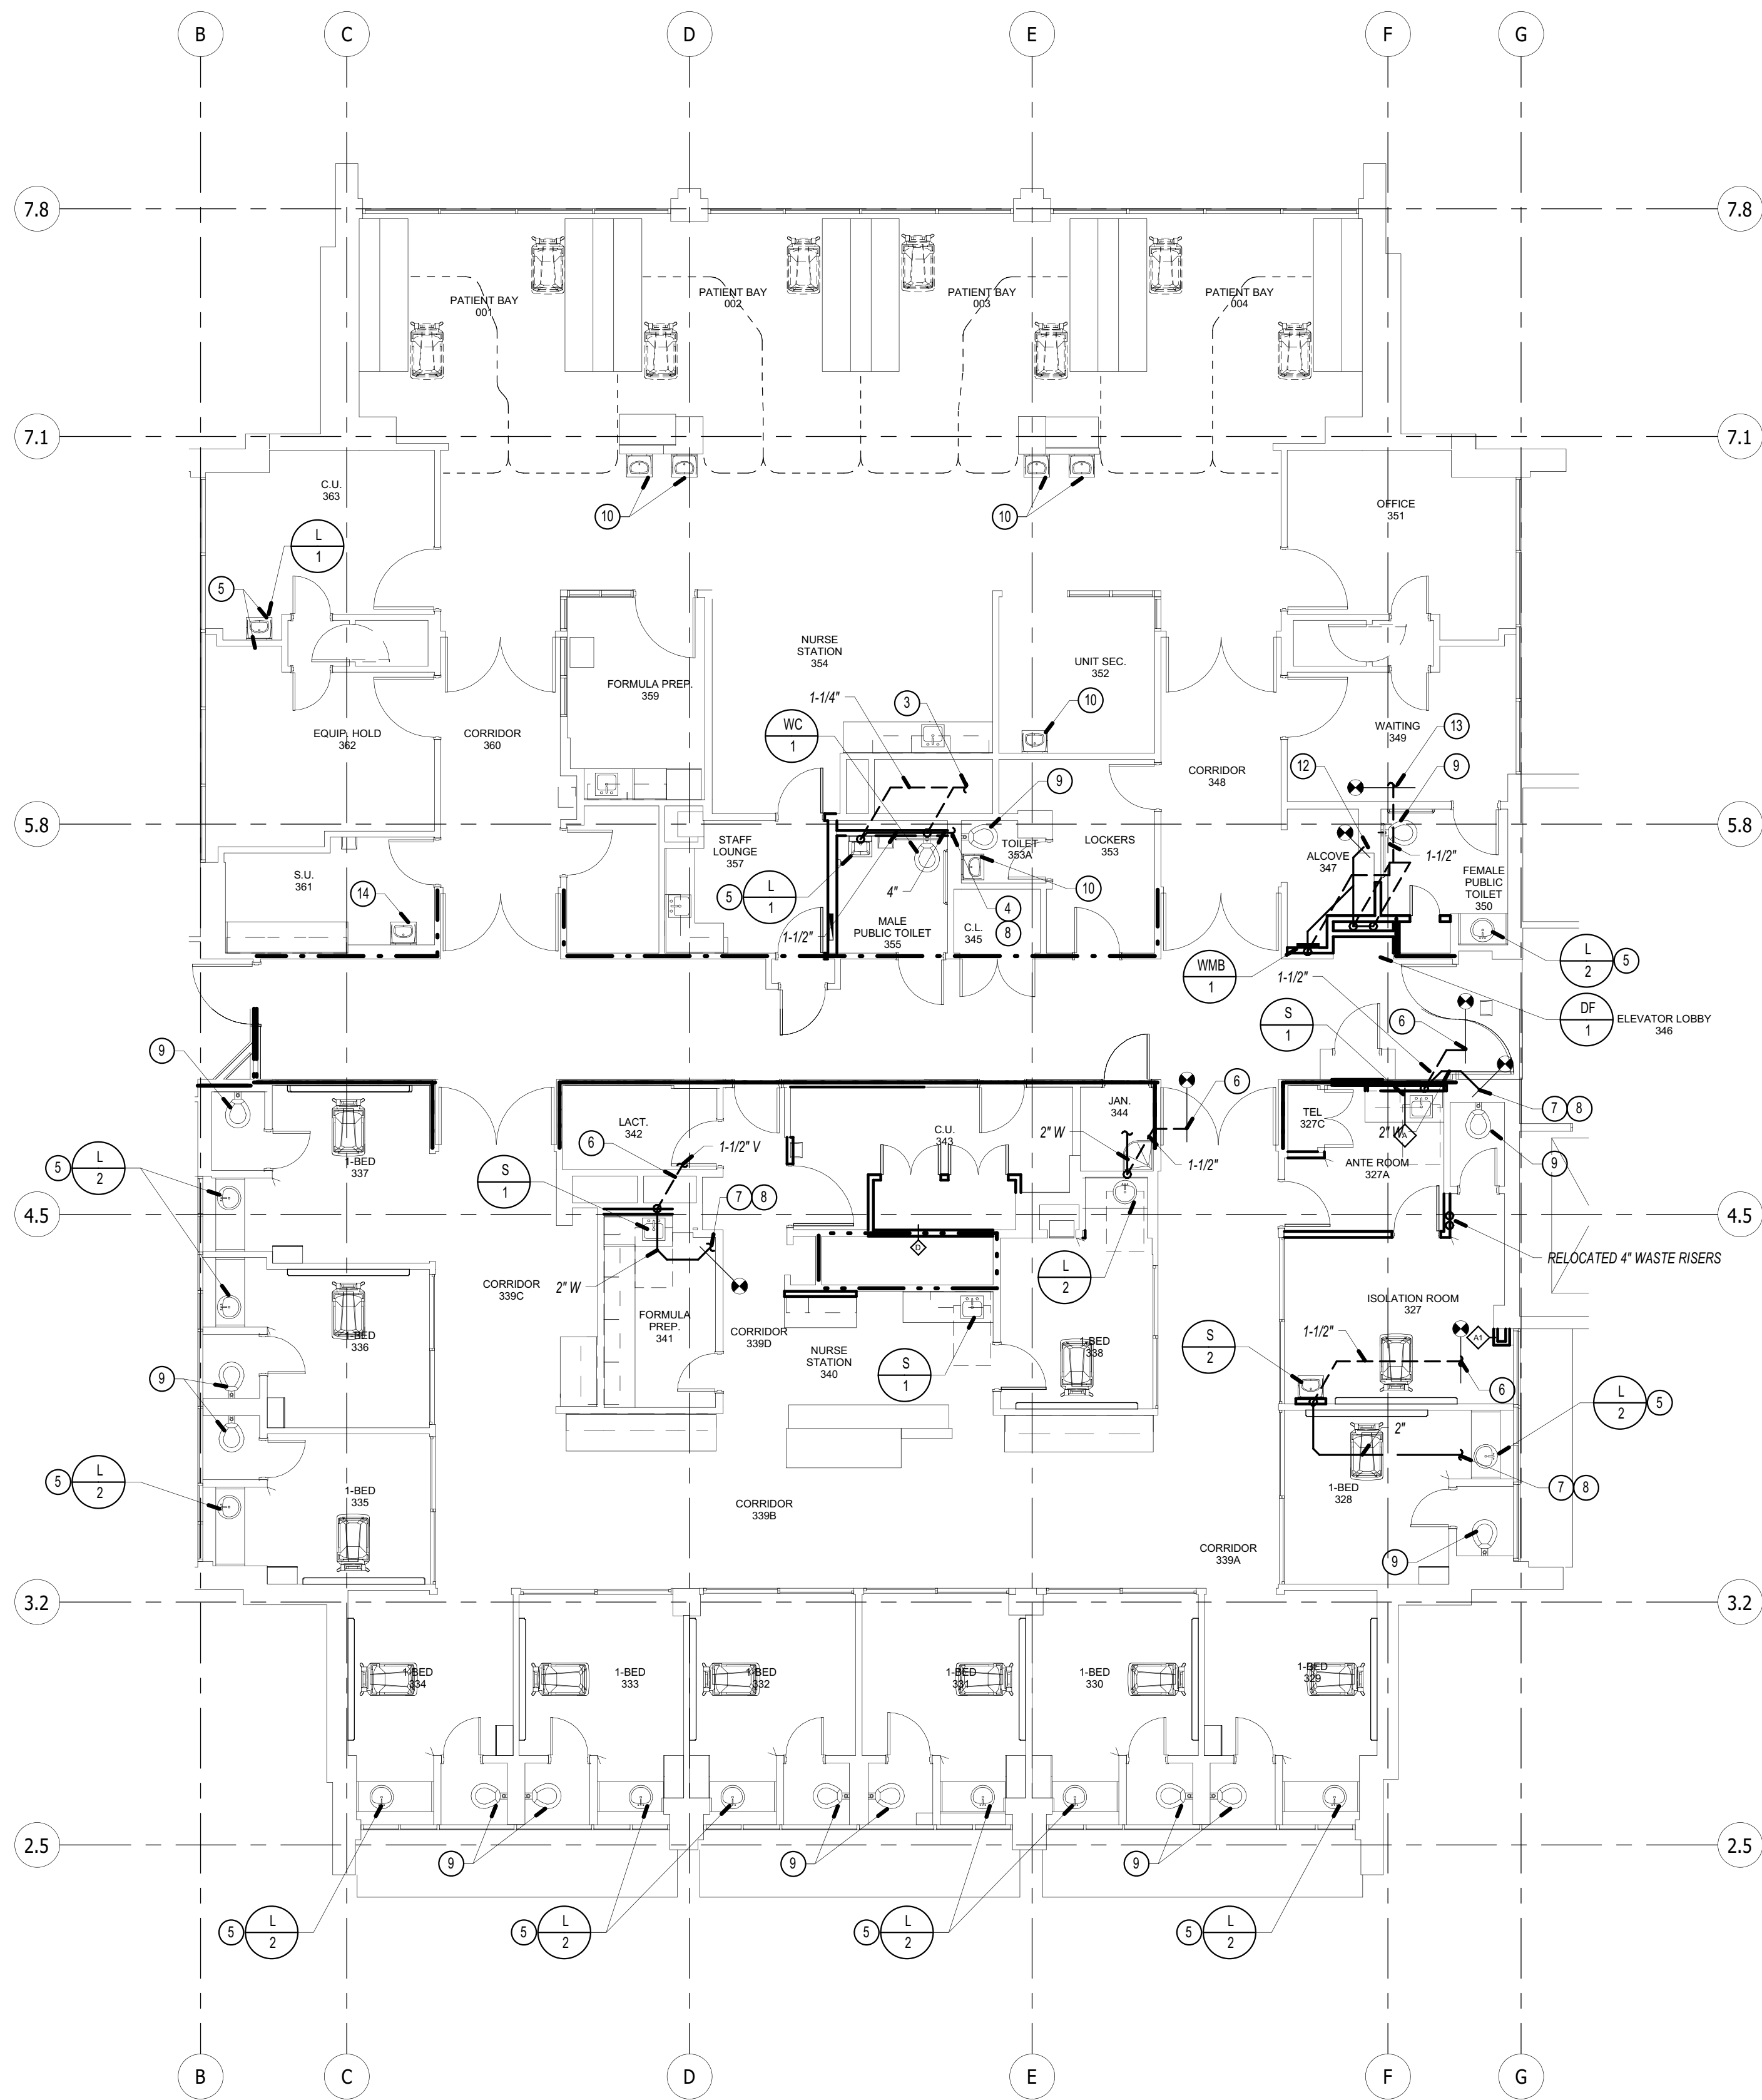 B C D E F G
7.8 7.8
PATIENT BAY
001
PATIENT BAY
002
PATIENT BAY
003
PATIENT BAY
004
7.1 7.1
C.U.
363
L
1
5
10
10
OFFICE
351
NURSE
STATION
354
UNIT SEC.
352
FORMULA PREP.
359
1-1/4"
3
10
WC
1
EQUIP. HOLD
362
CORRIDOR
360
WAITING
349
13
CORRIDOR
348
12
9
9
5.8 5.8
STAFF
LOUNGE
357
TOILET
353A
LOCKERS
353
ALCOVE
347
1-1/2"
FEMALE
PUBLIC
TOILET
350
S.U.
361
14
5
L
1
4"
10
4
8
1-1/2"
MALE
PUBLIC TOILET
355
C.L.
345
WMB
1
1-1/2"
L
2
5
DF
1
ELEVATOR LOBBY
346
S
1
6
9
6
7
8
LACT.
342
JAN.
344
TEL
327C
2" W
A
C.U.
343
2" W
6
1-1/2" V
1-1/2"
ANTE ROOM
327A
9
1-BED
337
5
L
2
S
1
7
8
4.5 4.5
D
RELOCATED 4" WASTE RISERS
CORRIDOR
339C
2" W
L
2
ISOLATION ROOM
327
FORMULA
PREP.
341
CORRIDOR
339D
1-BED
336
NURSE
STATION
340
1-BED
338
S
1
S
2
1-1/2"
A1
6
9
L
2
5
2"
5
L
2
1-BED
335
1-BED
328
7
8
CORRIDOR
339B
CORRIDOR
339A
9
3.2 3.2
1-BED
334
1-BED
333
1-BED
332
1-BED
331
1-BED
330
1-BED
329
2.5 2.5
9
9
9
5
L
2
5
L
2
5
L
2
5
L
2
B C D E F G